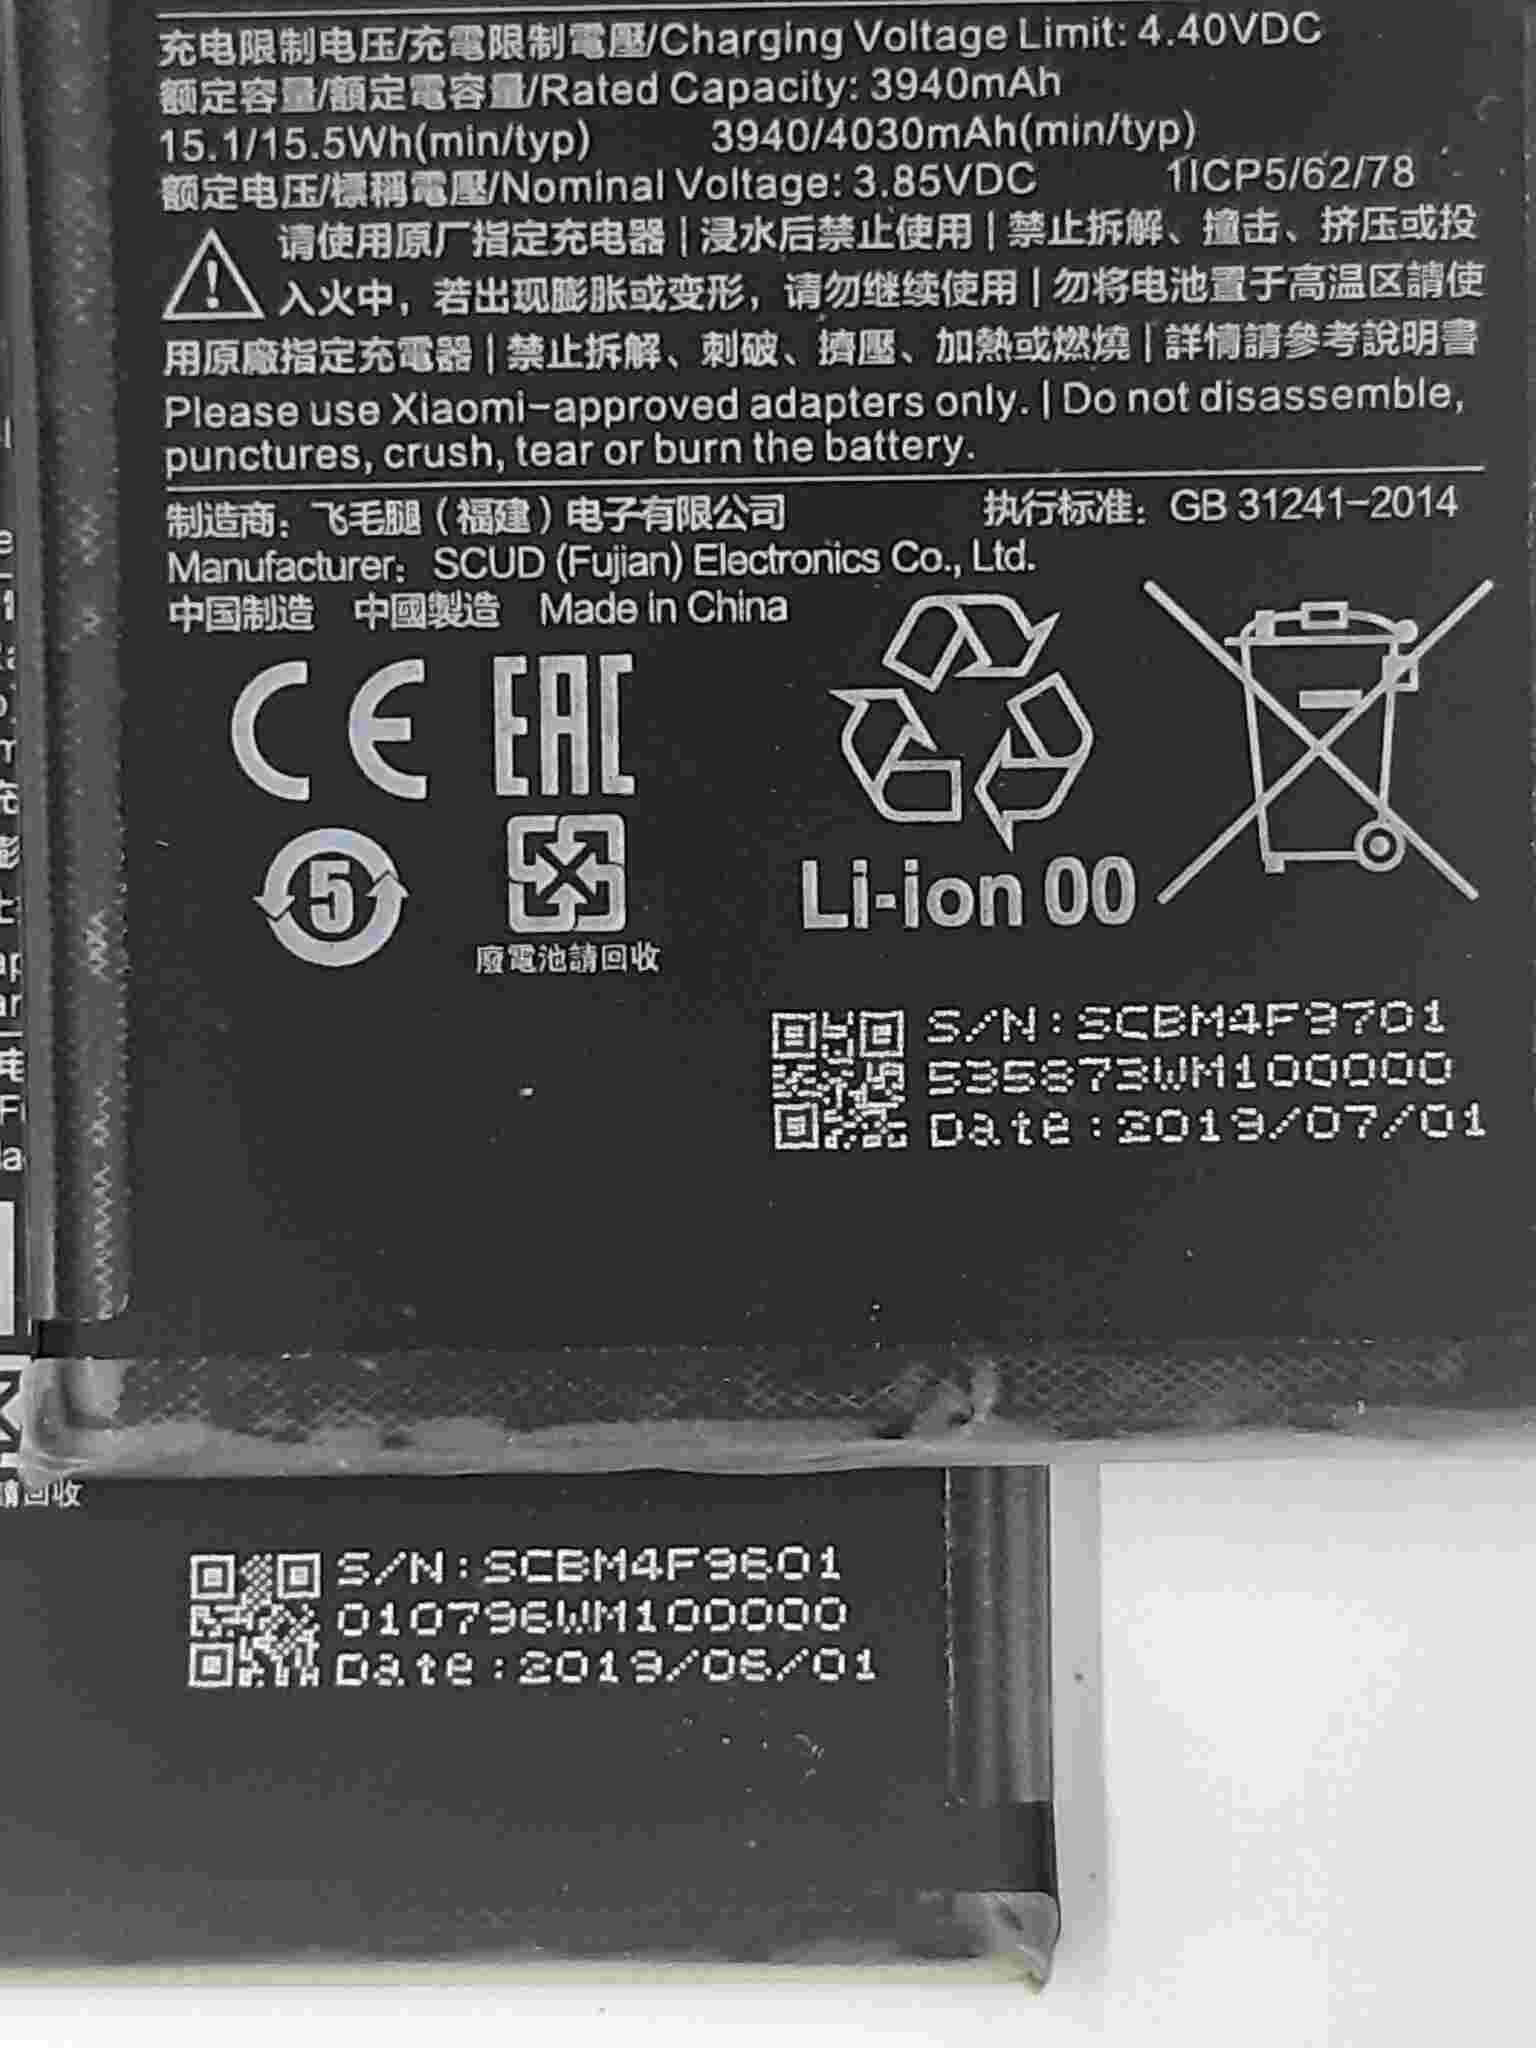 充电限制电压/充電限制電壓/Charging Voltage Limit: 4.40VDC
额定容量/額定電容量/Rated Capacity: 3940mAh
15.1/15.5Wh(min/typ) 3940/4030mAh(min/typ)
额定电压/標稱電壓/Nominal Voltage: 3.85VDC 1ICP5/62/78
请使用原厂指定充电器 | 浸水后禁止使用 | 禁止拆解、撞击、挤压或投
入火中，若出现膨胀或变形，请勿继续使用 | 勿将电池置于高温区請使
用原廠指定充電器 | 禁止拆解、刺破、擠壓、加熱或燃燒 | 詳情請參考說明書
Please use Xiaomi-approved adapters only. | Do not disassemble,
punctures, crush, tear or burn the battery.
制造商：飞毛腿（福建）电子有限公司 执行标准：GB 31241-2014
Manufacturer: SCUD (Fujian) Electronics Co., Ltd.
中国制造 中國製造 Made in China
CE EAC
5
廢電池請回收
Li-ion 00
S/N:SCBM4F9701
535873WM100000
Date:2019/07/01
請回收
S/N:SCBM4F9601
010796WM100000
Date:2019/06/01